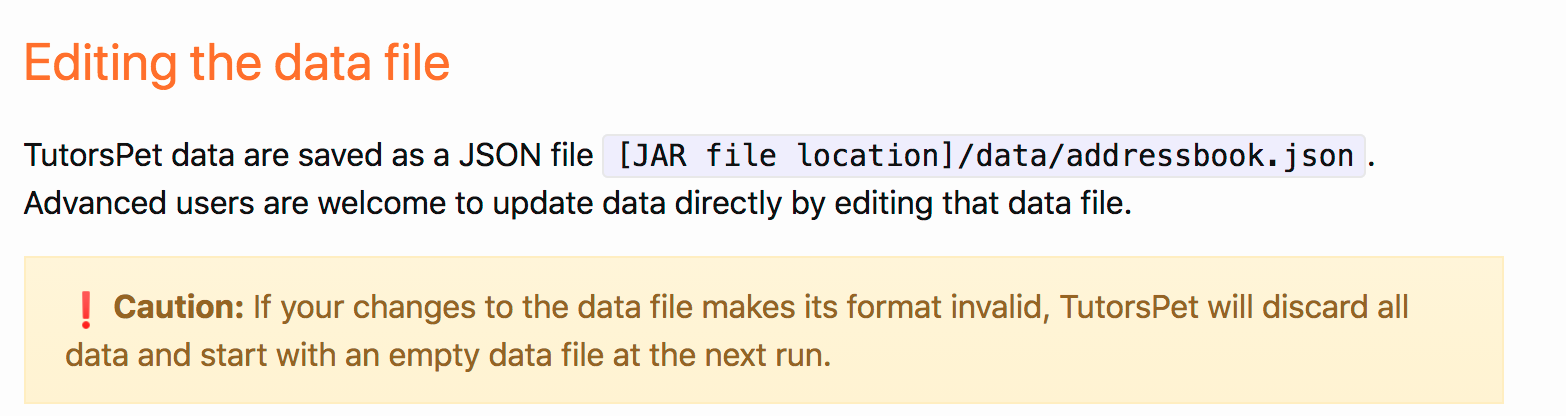 Editing the data file
TutorsPet data are saved as a JSON file [JAR file location]/data/addressbook.json.
Advanced users are welcome to update data directly by editing that data file.
❗ Caution: If your changes to the data file makes its format invalid, TutorsPet will discard all
data and start with an empty data file at the next run.